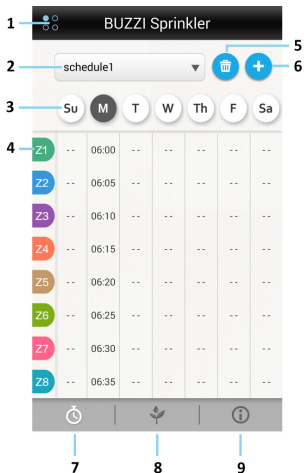 1 BUZZI Sprinkler
5
2 schedule1 6
3 Su M T W Th F Sa
4 Z1 -- 06:00 -- -- -- -- --
Z2 -- 06:05 -- -- -- -- --
Z3 -- 06:10 -- -- -- -- --
Z4 -- 06:15 -- -- -- -- --
Z5 -- 06:20 -- -- -- -- --
Z6 -- 06:25 -- -- -- -- --
Z7 -- 06:30 -- -- -- -- --
Z8 -- 06:35 -- -- -- -- --
7 8 9